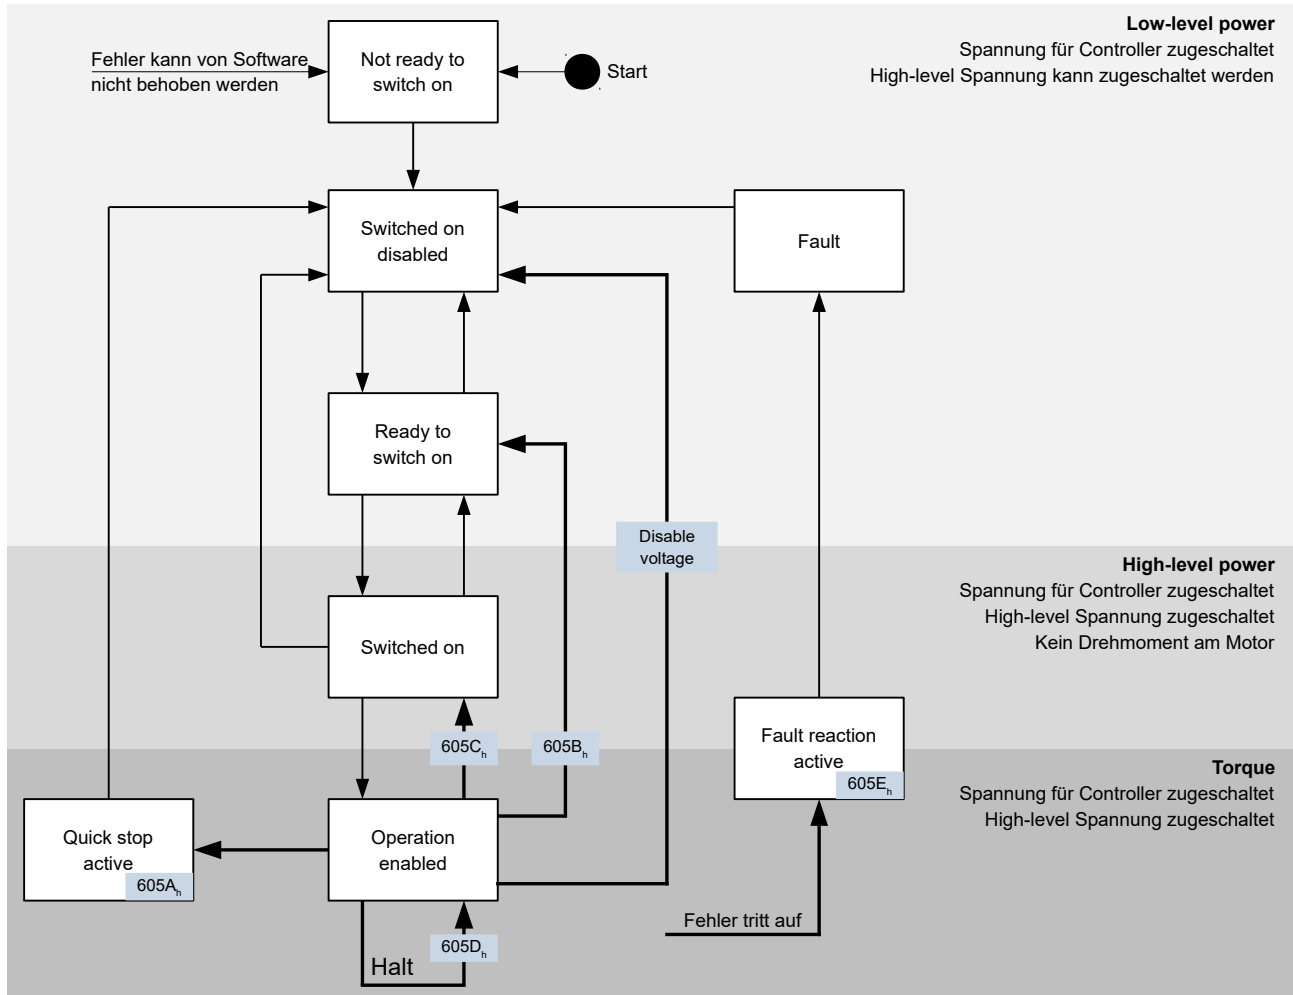 Low-level power
Spannung für Controller zugeschaltet
High-level Spannung kann zugeschaltet werden
Fehler kann von Software
nicht behoben werden
Not ready to
switch on
Start
Switched on
disabled
Fault
Ready to
switch on
Disable
voltage
High-level power
Spannung für Controller zugeschaltet
High-level Spannung zugeschaltet
Kein Drehmoment am Motor
Switched on
605Ch
605Bh
Fault reaction
active
605Eh
Torque
Spannung für Controller zugeschaltet
High-level Spannung zugeschaltet
Quick stop
active
605Ah
Operation
enabled
Fehler tritt auf
605Dh
Halt